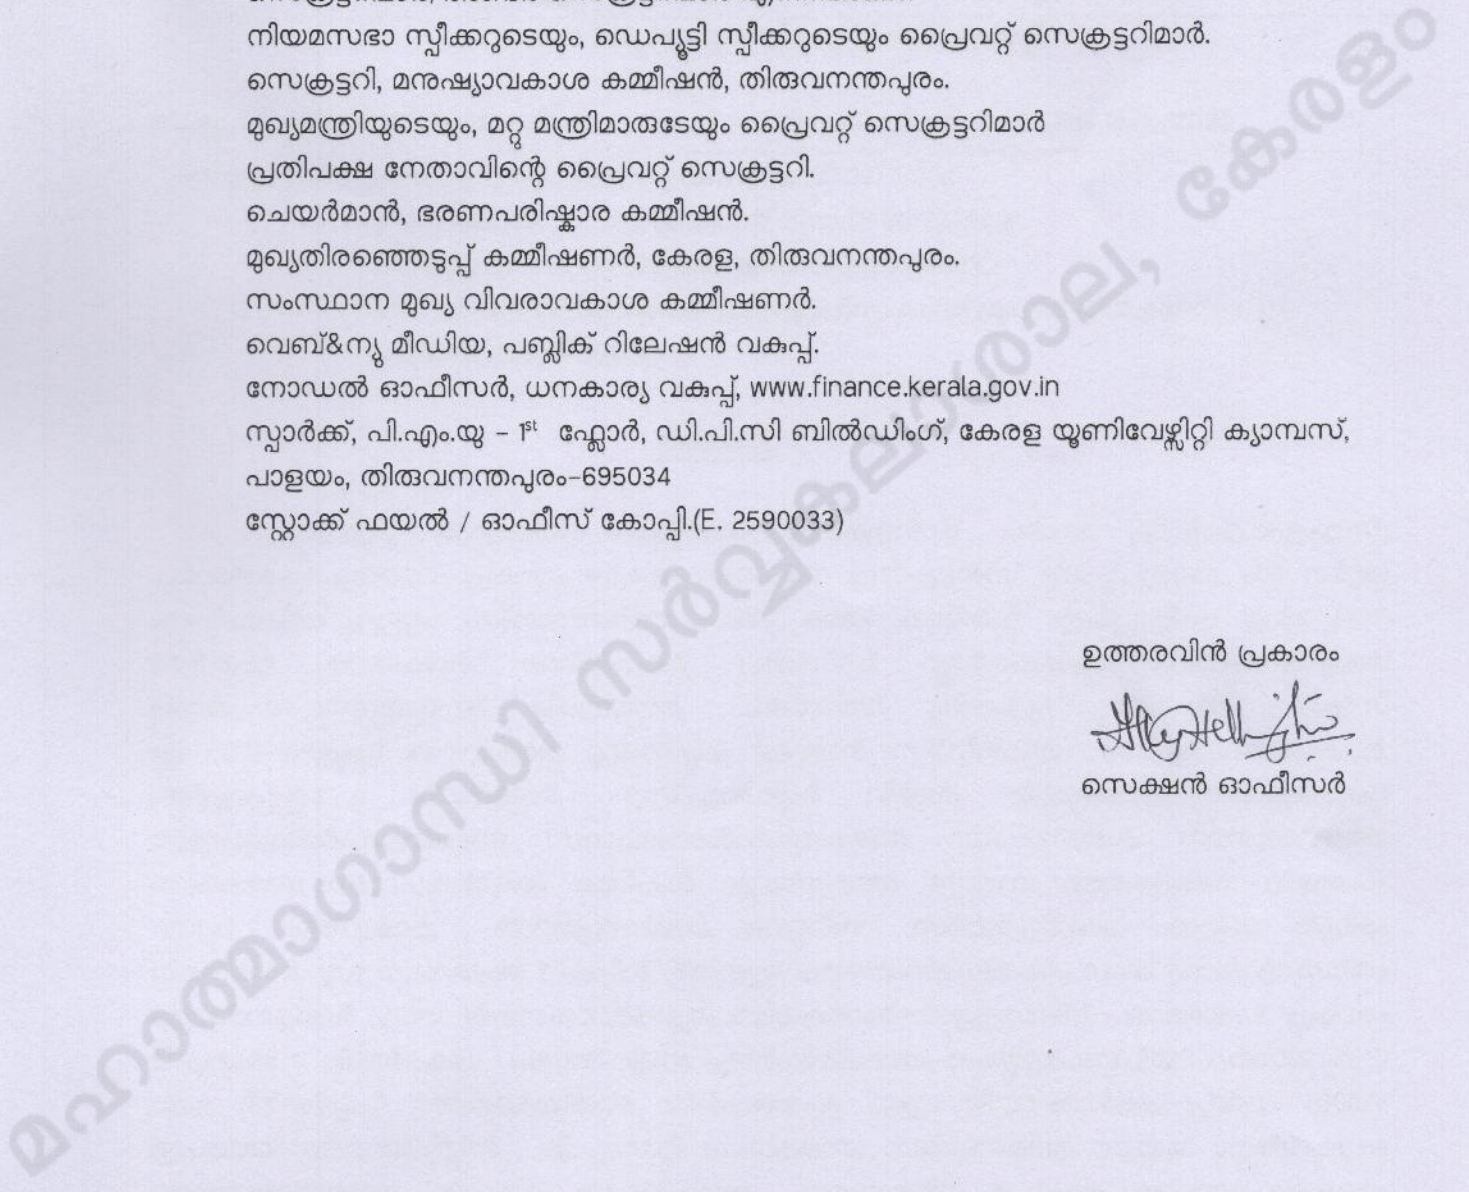 നിയമസഭാ സ്പീക്കറുടെയും, ഡെപ്യൂട്ടി സ്പീക്കറുടെയും പ്രൈവറ്റ് സെക്രട്ടറിമാർ.
സെക്രട്ടറി, മനുഷ്യാവകാശ കമ്മീഷൻ, തിരുവനന്തപുരം.
മുഖ്യമന്ത്രിയുടെയും, മറ്റു മന്ത്രിമാരുടേയും പ്രൈവറ്റ് സെക്രട്ടറിമാർ
പ്രതിപക്ഷ നേതാവിന്റെ പ്രൈവറ്റ് സെക്രട്ടറി.
ചെയർമാൻ, ഭരണപരിഷ്കാര കമ്മീഷൻ.
മുഖ്യതിരഞ്ഞെടുപ്പ് കമ്മീഷണർ, കേരള, തിരുവനന്തപുരം.
സംസ്ഥാന മുഖ്യ വിവരാവകാശ കമ്മീഷണർ.
വെബ്&ന്യു മീഡിയ, പബ്ലിക് റിലേഷൻ വകുപ്പ്.
നോഡൽ ഓഫീസർ, ധനകാര്യ വകുപ്പ്, www.finance.kerala.gov.in
സ്പാർക്ക്, പി.എം.യു – 1st ഫ്ലോർ, ഡി.പി.സി ബിൽഡിംഗ്, കേരള യൂണിവേഴ്സിറ്റി ക്യാമ്പസ്,
പാളയം, തിരുവനന്തപുരം-695034
സ്റ്റോക്ക് ഫയൽ / ഓഫീസ് കോപ്പി.(E. 2590033)
ഉത്തരവിൻ പ്രകാരം
സെക്ഷൻ ഓഫീസർ
മഹാത്മാഗാന്ധി സർവ്വകലാശാല, കേരളം